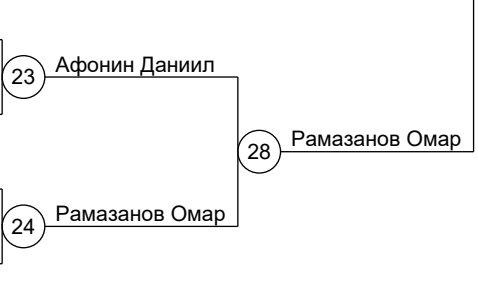 23
Афонин Даниил
28
Рамазанов Омар
24
Рамазанов Омар